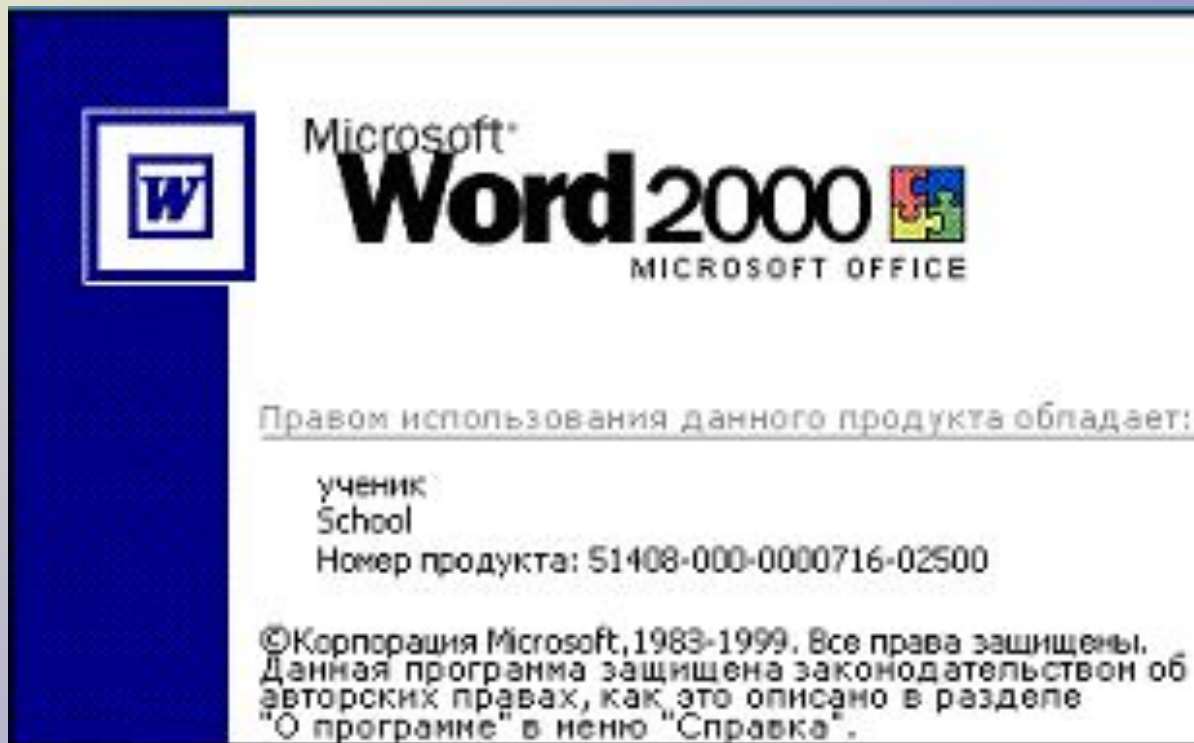 Microsoft
Word 2000
MICROSOFT OFFICE
Правом использования данного продукта обладает:
ученик
School
Номер продукта: 51408-000-0000716-02500
©Корпорация Microsoft,1983-1999. Все права защищены.
Данная программа защищена законодательством об
авторских правах, как это описано в разделе
"О программе" в меню "Справка".